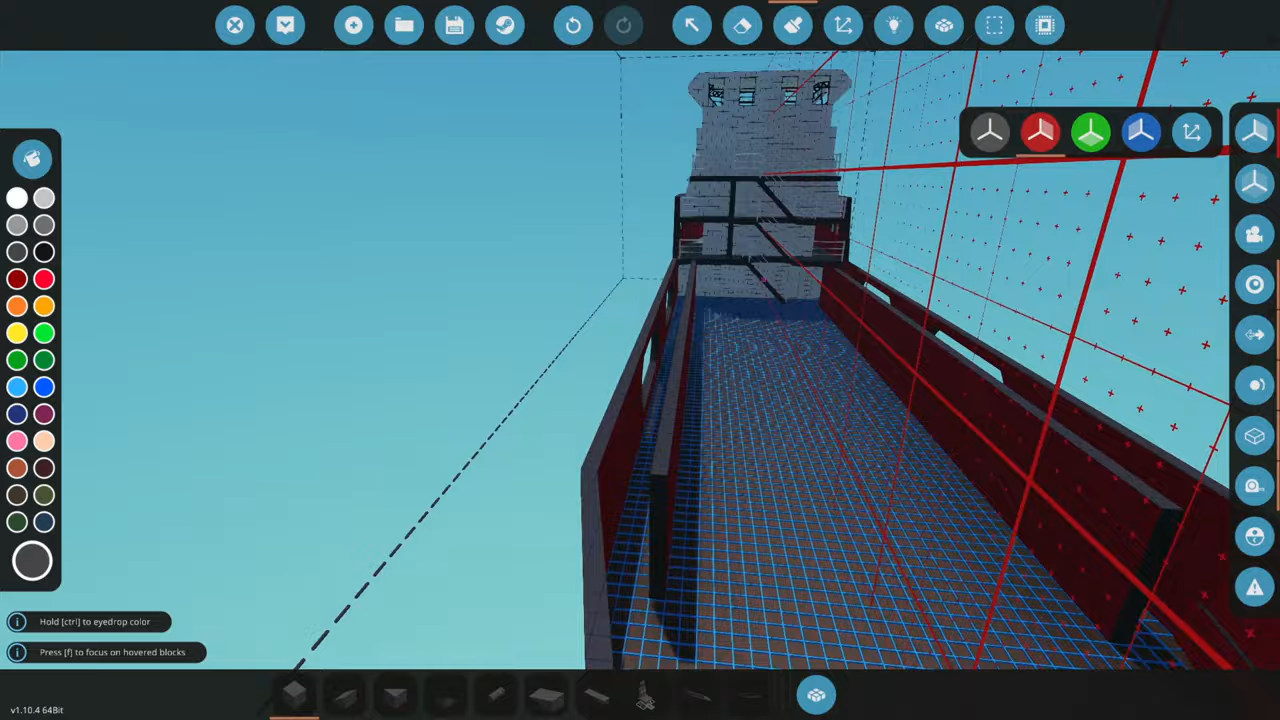 Hold [ctrl] to eyedrop color
Press [f] to focus on hovered blocks
v1.10.4 64Bit